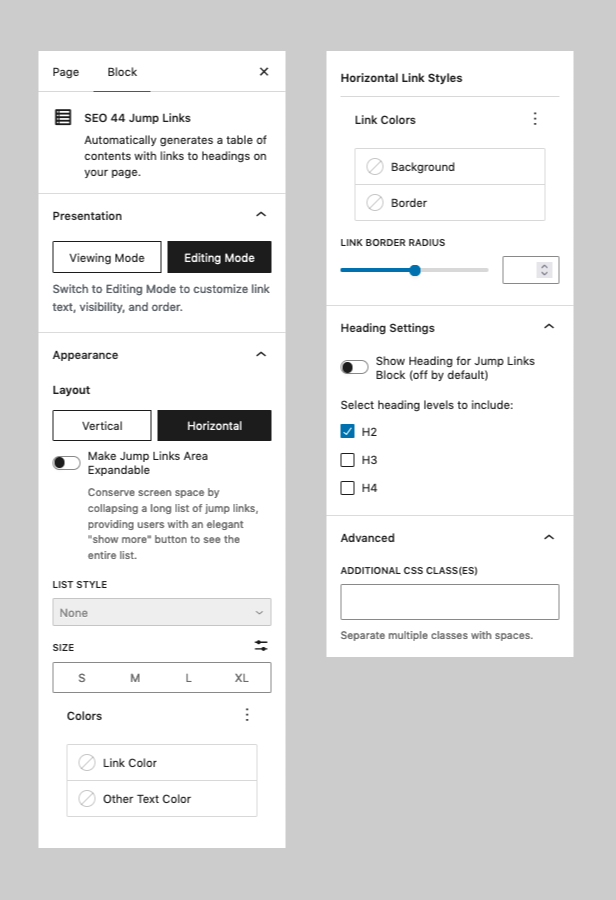 Page Block
SEO 44 Jump Links
Automatically generates a table of
contents with links to headings on
your page.
Presentation
Viewing Mode Editing Mode
Switch to Editing Mode to customize link
text, visibility, and order.
Appearance
Layout
Vertical Horizontal
Make Jump Links Area
Expandable
Conserve screen space by
collapsing a long list of jump links,
providing users with an elegant
"show more" button to see the
entire list.
LIST STYLE
None
SIZE
S M L XL
Colors
Link Color
Other Text Color
Horizontal Link Styles
Link Colors
Background
Border
LINK BORDER RADIUS
Heading Settings
Show Heading for Jump Links
Block (off by default)
Select heading levels to include:
H2
H3
H4
Advanced
ADDITIONAL CSS CLASS(ES)
Separate multiple classes with spaces.